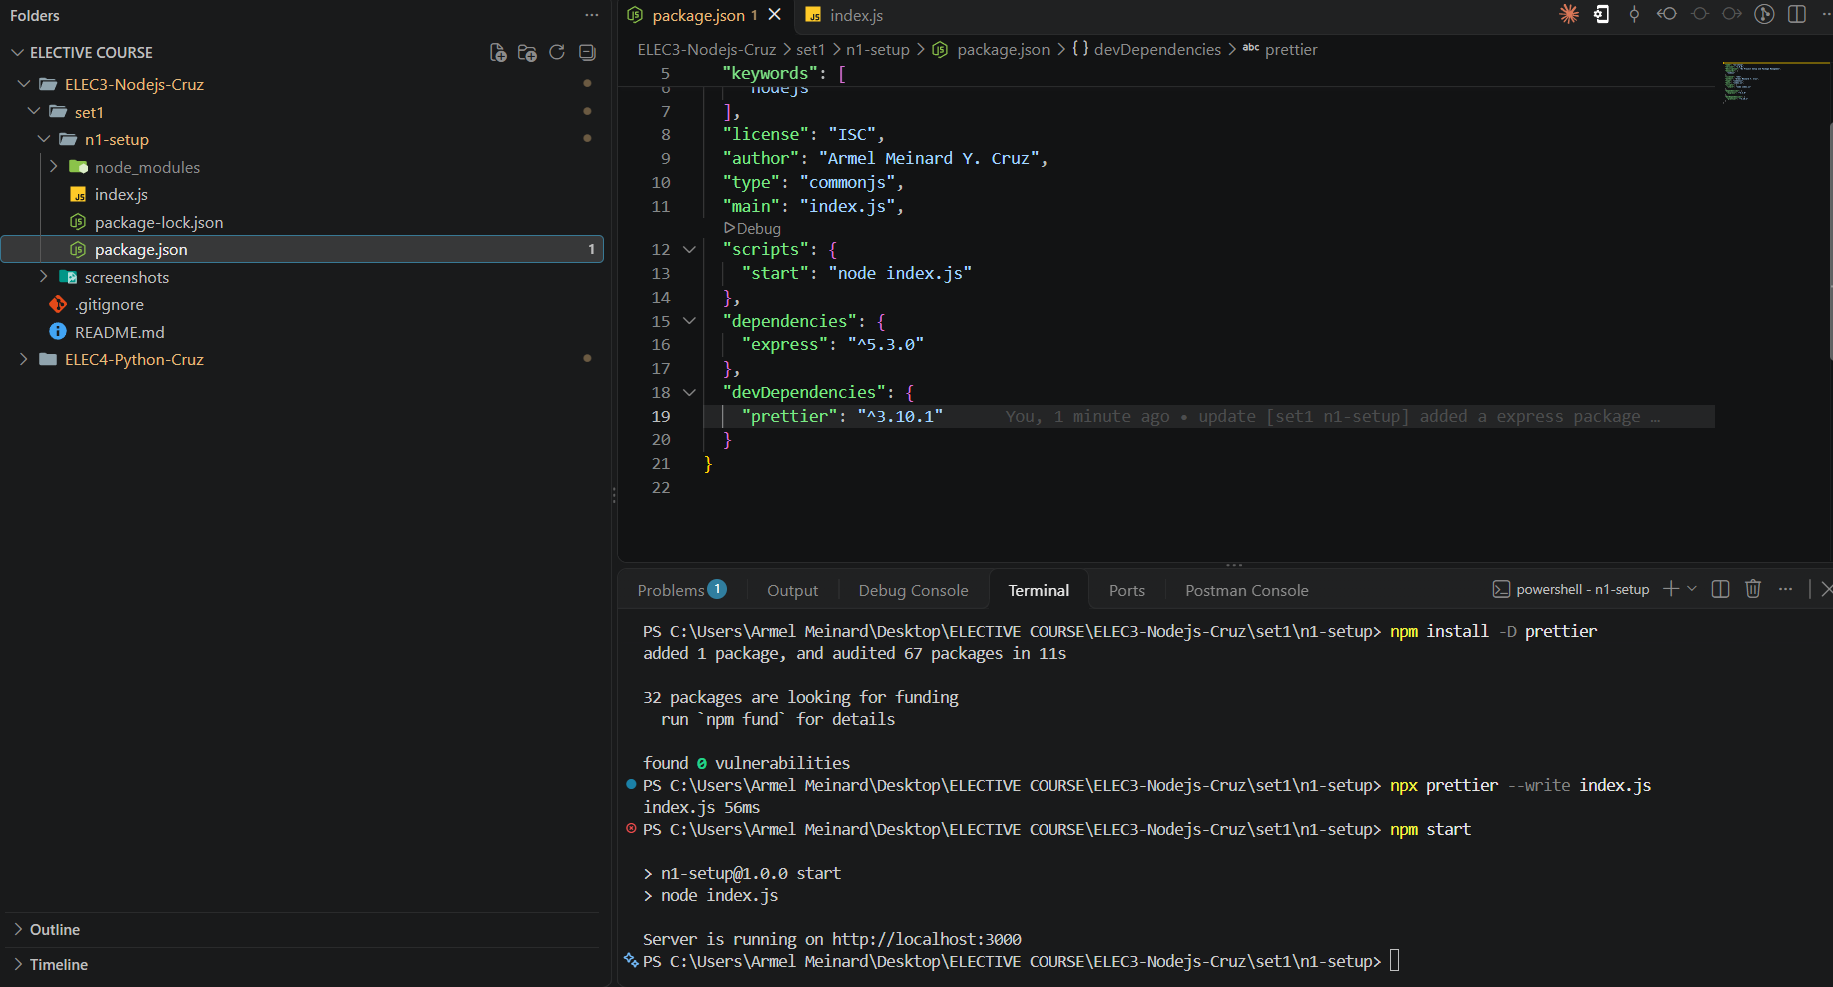 Folders
ELECTIVE COURSE
ELEC3-Nodejs-Cruz
set1
n1-setup
node_modules
index.js
package-lock.json
package.json 1
screenshots
.gitignore
README.md
ELEC4-Python-Cruz
Outline
Timeline
package.json 1
index.js
ELEC3-Nodejs-Cruz > set1 > n1-setup > package.json > { } devDependencies > abc prettier
5 "keywords": [
6 "nodejs"
7 ],
8 "license": "ISC",
9 "author": "Armel Meinard Y. Cruz",
10 "type": "commonjs",
11 "main": "index.js",
Debug
12 "scripts": {
13 "start": "node index.js"
14 },
15 "dependencies": {
16 "express": "^5.3.0"
17 },
18 "devDependencies": {
19 "prettier": "^3.10.1" You, 1 minute ago • update [set1 n1-setup] added a express package …
20 }
21 }
22
Problems 1 Output Debug Console Terminal Ports Postman Console
powershell - n1-setup
PS C:\Users\Armel Meinard\Desktop\ELECTIVE COURSE\ELEC3-Nodejs-Cruz\set1\n1-setup> npm install -D prettier
added 1 package, and audited 67 packages in 11s
32 packages are looking for funding
run `npm fund` for details
found 0 vulnerabilities
PS C:\Users\Armel Meinard\Desktop\ELECTIVE COURSE\ELEC3-Nodejs-Cruz\set1\n1-setup> npx prettier --write index.js
index.js 56ms
PS C:\Users\Armel Meinard\Desktop\ELECTIVE COURSE\ELEC3-Nodejs-Cruz\set1\n1-setup> npm start
> n1-setup@1.0.0 start
> node index.js
Server is running on http://localhost:3000
PS C:\Users\Armel Meinard\Desktop\ELECTIVE COURSE\ELEC3-Nodejs-Cruz\set1\n1-setup>